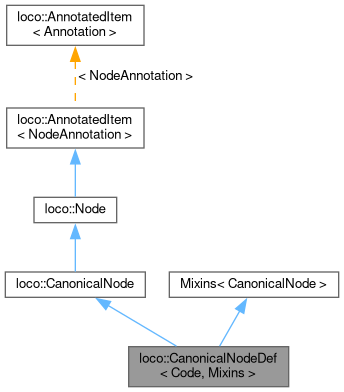 loco::AnnotatedItem
< Annotation >
< NodeAnnotation >
loco::AnnotatedItem
< NodeAnnotation >
loco::Node
loco::CanonicalNode
Mixins< CanonicalNode >
loco::CanonicalNodeDef
< Code, Mixins >